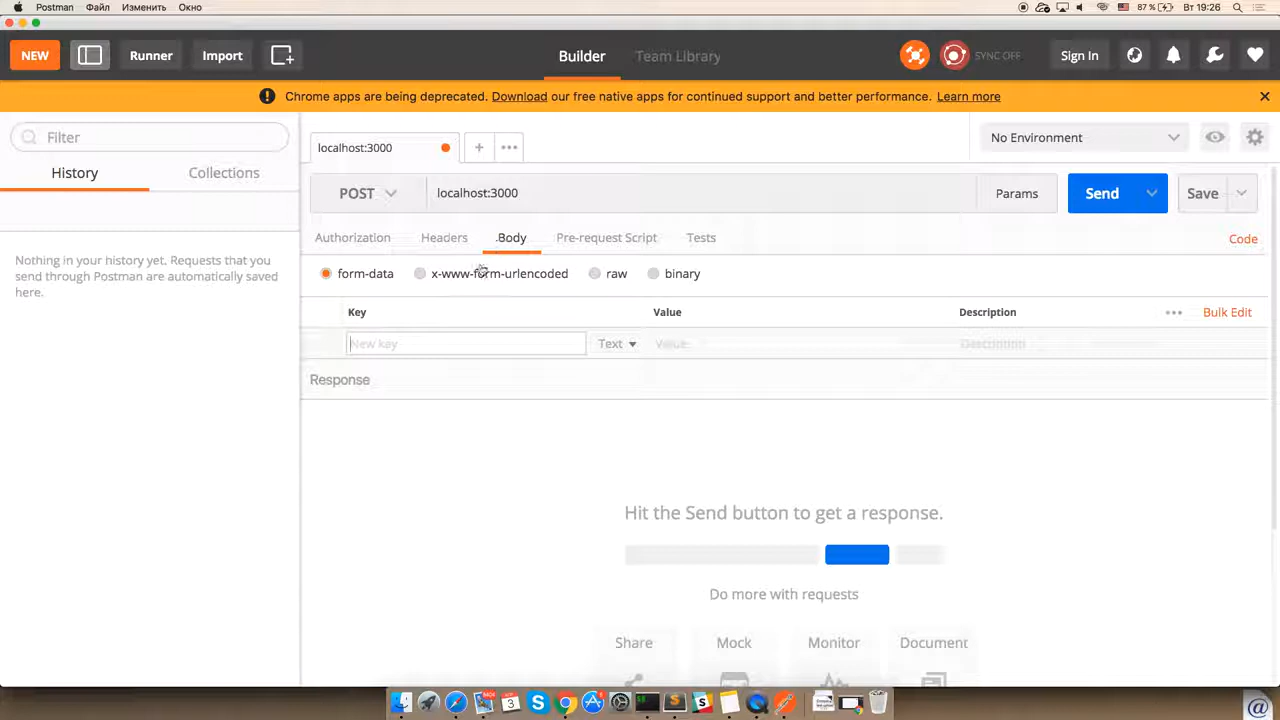 Postman Файл Изменить Окно 87 % Вт 19:26
NEW Runner Import Builder Team Library SYNC OFF Sign In
Chrome apps are being deprecated. Download our free native apps for continued support and better performance. Learn more
Filter
History Collections
Nothing in your history yet. Requests that you send through Postman are automatically saved here.
localhost:3000
No Environment
POST localhost:3000 Params Send Save
Authorization Headers Body Pre-request Script Tests Code
form-data x-www-form-urlencoded raw binary
Key Value Description Bulk Edit
New key Text Value Description
Response
Hit the Send button to get a response.
Do more with requests
Share Mock Monitor Document